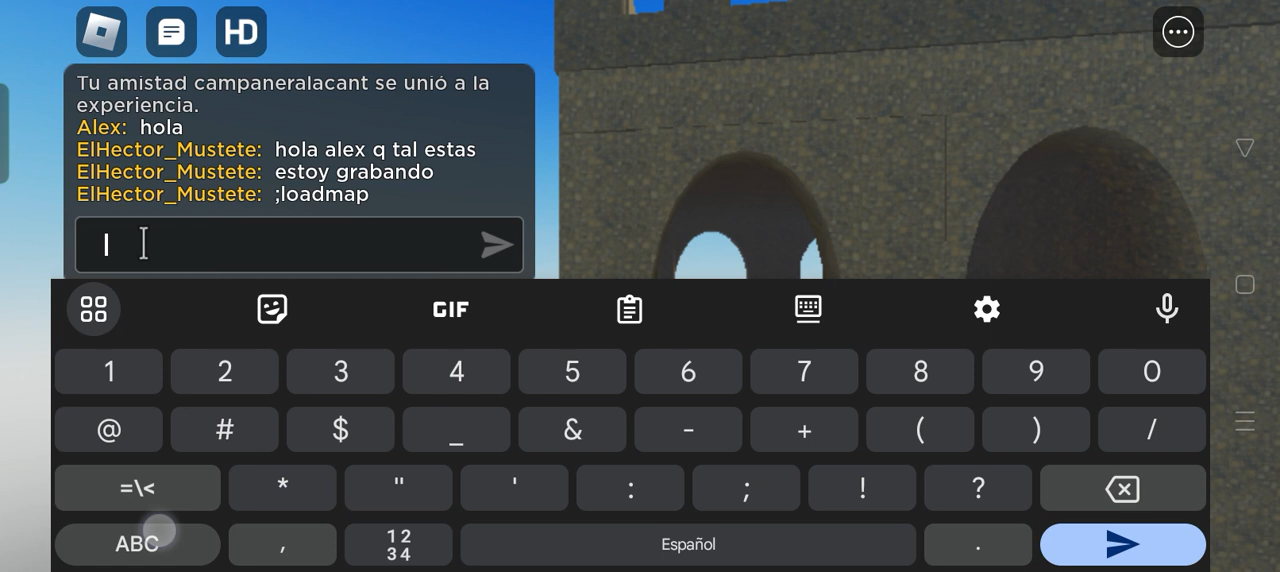 HD
Tu amistad campaneralacant se unió a la
experiencia.
Alex: hola
ElHector_Mustete: hola alex q tal estas
ElHector_Mustete: estoy grabando
ElHector_Mustete: ;loadmap
GIF
1 2 3 4 5 6 7 8 9 0
@ # $ _ & - + ( ) /
=\< * " ' : ; ! ?
ABC , 12 34 Español .